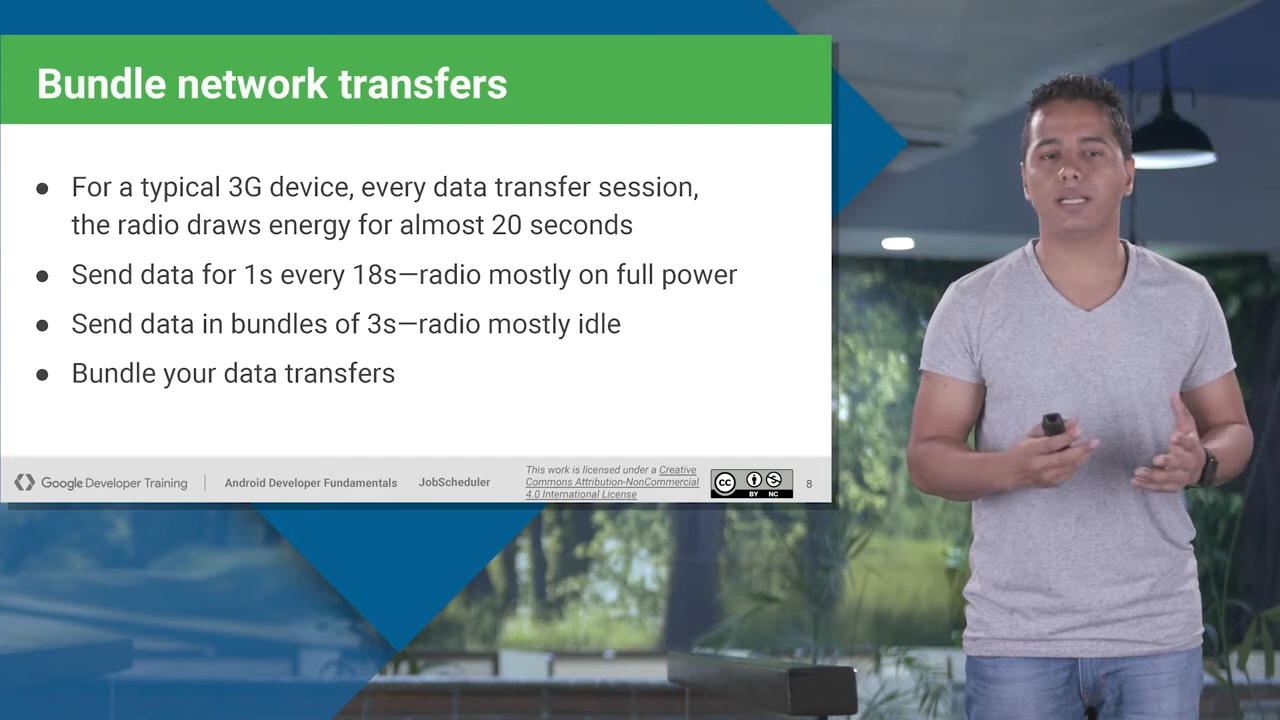 Bundle network transfers
● For a typical 3G device, every data transfer session,
the radio draws energy for almost 20 seconds
● Send data for 1s every 18s—radio mostly on full power
● Send data in bundles of 3s—radio mostly idle
● Bundle your data transfers
Google Developer Training
Android Developer Fundamentals
JobScheduler
This work is licensed under a Creative
Commons Attribution-NonCommercial
4.0 International License
cc
BY NC
8